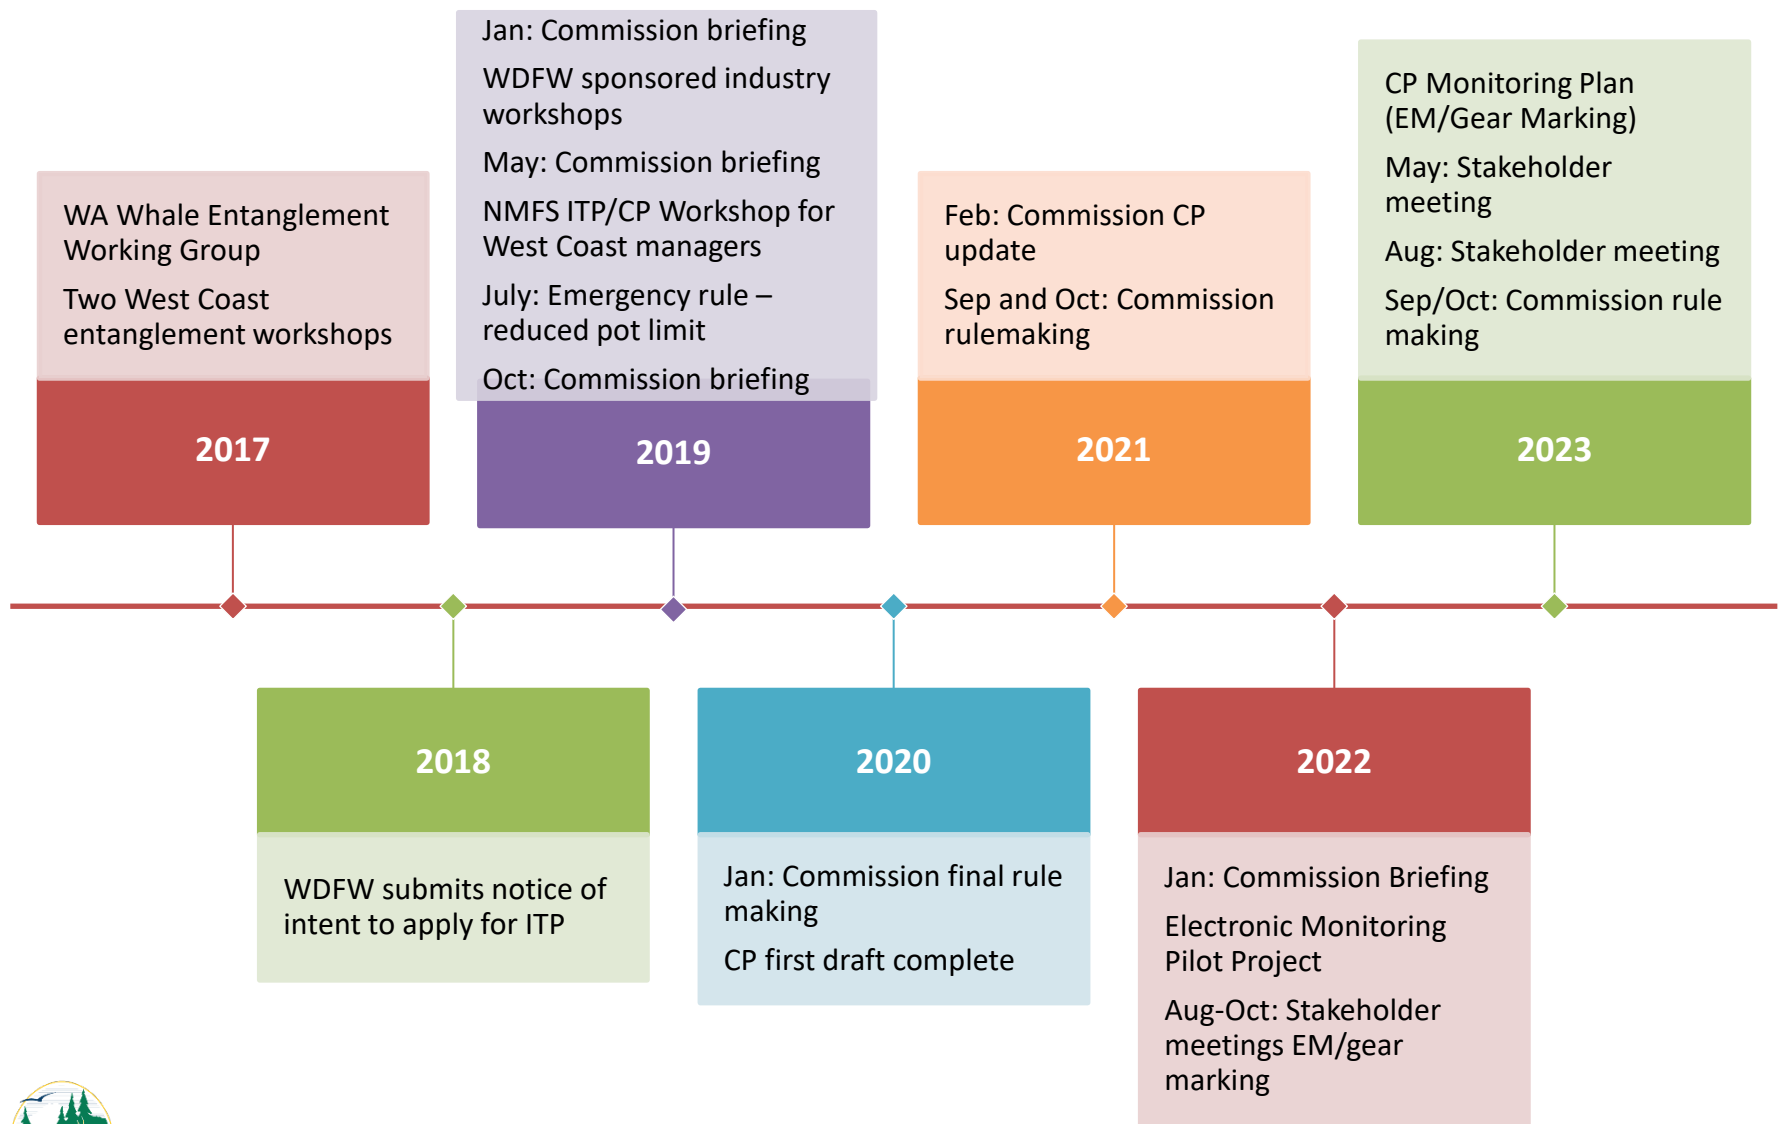 WA Whale Entanglement
Working Group
Two West Coast
entanglement workshops
2017
WDFW submits notice of
intent to apply for ITP
2018
Jan: Commission briefing
WDFW sponsored industry
workshops
May: Commission briefing
NMFS ITP/CP Workshop for
West Coast managers
July: Emergency rule –
reduced pot limit
Oct: Commission briefing
2019
2020
Jan: Commission final rule
making
CP first draft complete
Feb: Commission CP
update
Sep and Oct: Commission
rulemaking
2021
2022
Jan: Commission Briefing
Electronic Monitoring
Pilot Project
Aug-Oct: Stakeholder
meetings EM/gear
marking
CP Monitoring Plan
(EM/Gear Marking)
May: Stakeholder
meeting
Aug: Stakeholder meeting
Sep/Oct: Commission rule
making
2023